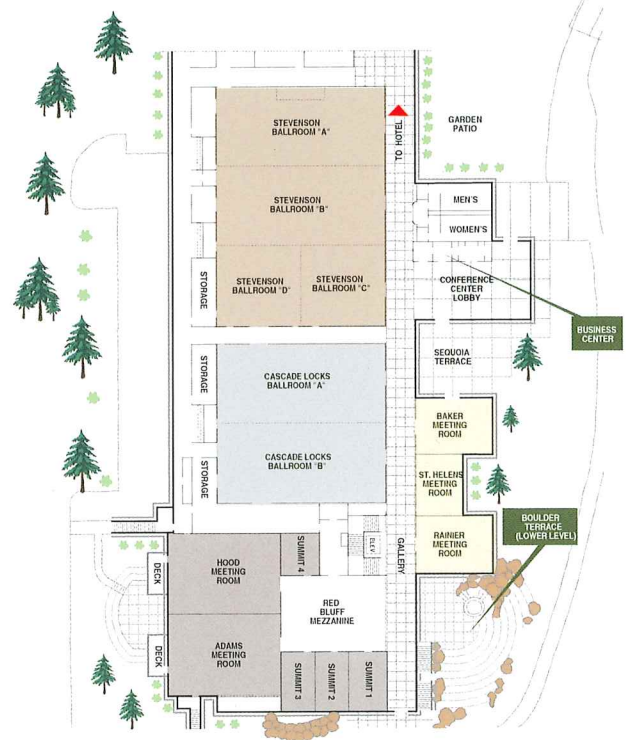 STEVENSON
BALLROOM "A"
TO HOTEL
GARDEN
PATIO
STEVENSON
BALLROOM "B"
MEN'S
WOMEN'S
STORAGE
STEVENSON
BALLROOM "D"
STEVENSON
BALLROOM "C"
CONFERENCE
CENTER
LOBBY
BUSINESS
CENTER
SEQUOIA
TERRACE
STORAGE
CASCADE LOCKS
BALLROOM "A"
BAKER
MEETING
ROOM
STORAGE
CASCADE LOCKS
BALLROOM "B"
ST. HELENS
MEETING
ROOM
BOULDER
TERRACE
(LOWER LEVEL)
GALLERY
RAINIER
MEETING
ROOM
ELEV
SUMMIT 4
HOOD
MEETING
ROOM
DECK
RED
BLUFF
MEZZANINE
ADAMS
MEETING
ROOM
DECK
SUMMIT 3
SUMMIT 2
SUMMIT 1